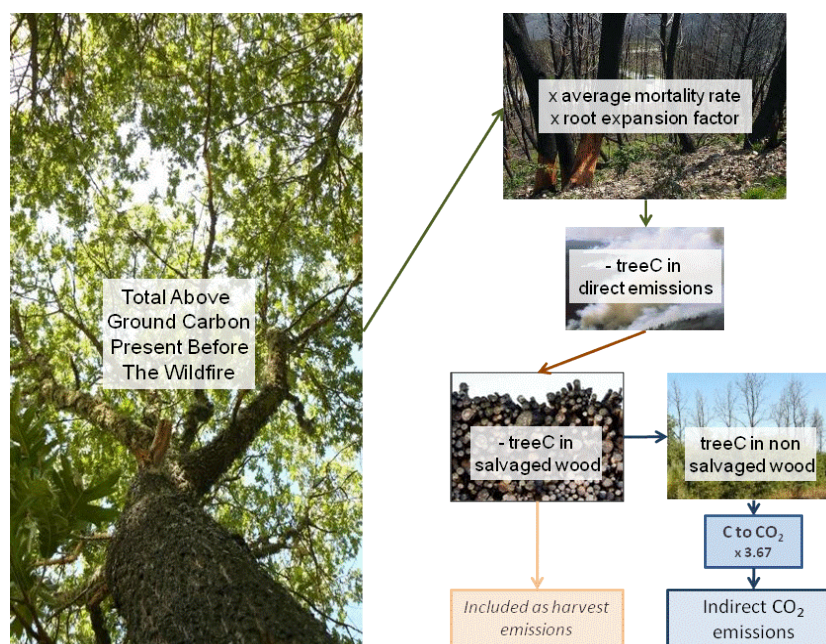 Total Above
Ground Carbon
Present Before
The Wildfire
x average mortality rate
x root expansion factor
- treeC in
direct emissions
- treeC in
salvaged wood
treeC in non
salvaged wood
C to CO₂
x 3.67
Included as harvest
emissions
Indirect CO₂
emissions